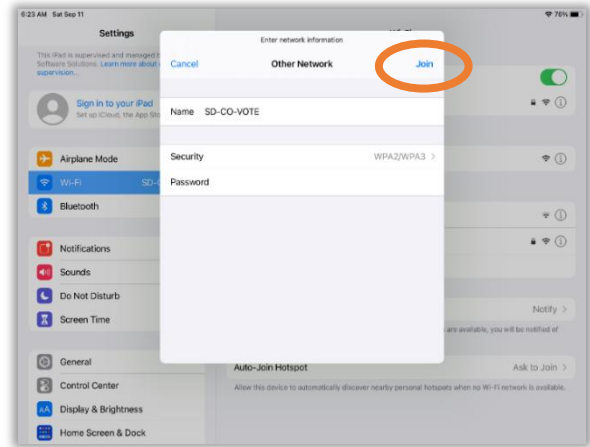 6:23 AM Sat Sep 11
76%
Settings
This iPad is supervised and managed
Software Solutions. Learn more about
supervision...
Sign in to your iPad
Set up iCloud, the App Sto
Airplane Mode
Wi-Fi SD-
Bluetooth
Notifications
Sounds
Do Not Disturb
Screen Time
General
Control Center
Display & Brightness
Home Screen & Dock
Enter network information
Cancel Other Network Join
Name SD-CO-VOTE
Security WPA2/WPA3
Password
Notify
are available, you will be notified of
Auto-Join Hotspot Ask to Join
Allow this device to automatically discover nearby personal hotspots when no Wi-Fi network is available.